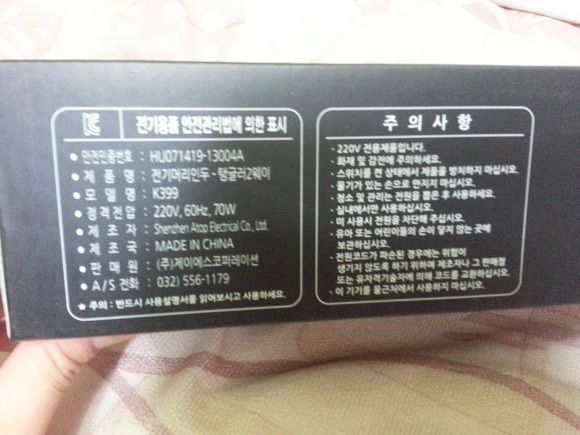 전기용품 안전관리법에 의한 표시
• 안전인증번호 : HU071419-13004A
• 제 품 명 : 전기머리인두 - 탱글러2웨이
• 모 델 명 : K399
• 정격전압 : 220V, 60Hz, 70W
• 제 조 자 : Shenzhen Atop Electrical Co., Ltd.
• 제 조 국 : MADE IN CHINA
• 판 매 원 : (주)제이에스코퍼레이션
• A/S 전화 : 032) 556-1179
★ 주의 : 반드시 사용설명서를 읽어보시고 사용하세요.
주 의 사 항
· 220V 전용제품입니다.
· 화재 및 감전에 주의하세요.
· 스위치를 켠 상태에서 제품을 방치하지 마십시오.
· 물기가 있는 손으로 만지지 마십시오.
· 청소 및 관리는 전원을 뽑은 후 사용하세요.
· 실내에서만 사용하십시오.
· 미 사용시 전원을 차단해 주십시오.
· 유아 또는 어린이들의 손이 닿지 않는 곳에
보관하십시오.
· 전원코드가 파손된 경우에는 위험이
생기지 않도록 하기 위하여 제조자나 그 판매점
또는 유자격기술자에 의해 코드를 교환하십시오.
· 이 기기를 물근처에서 사용하지 마십시오.